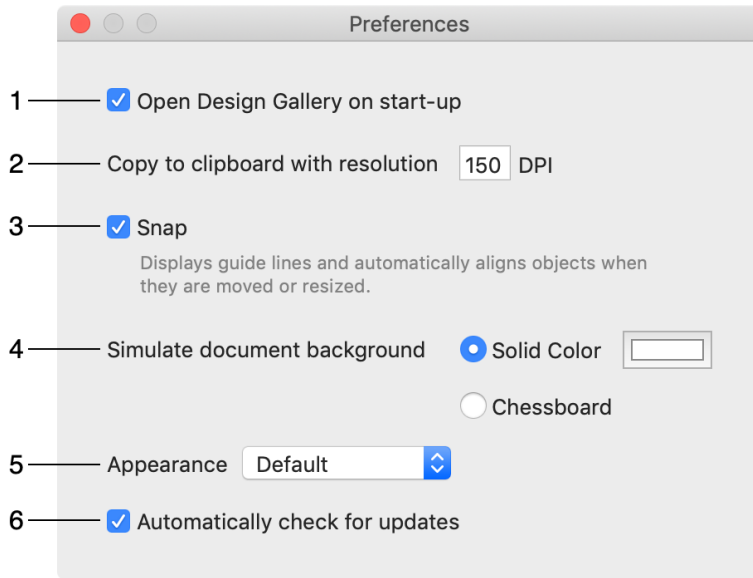 Preferences
1 Open Design Gallery on start-up
2 Copy to clipboard with resolution 150 DPI
3 Snap
Displays guide lines and automatically aligns objects when
they are moved or resized.
4 Simulate document background Solid Color
Chessboard
5 Appearance Default
6 Automatically check for updates